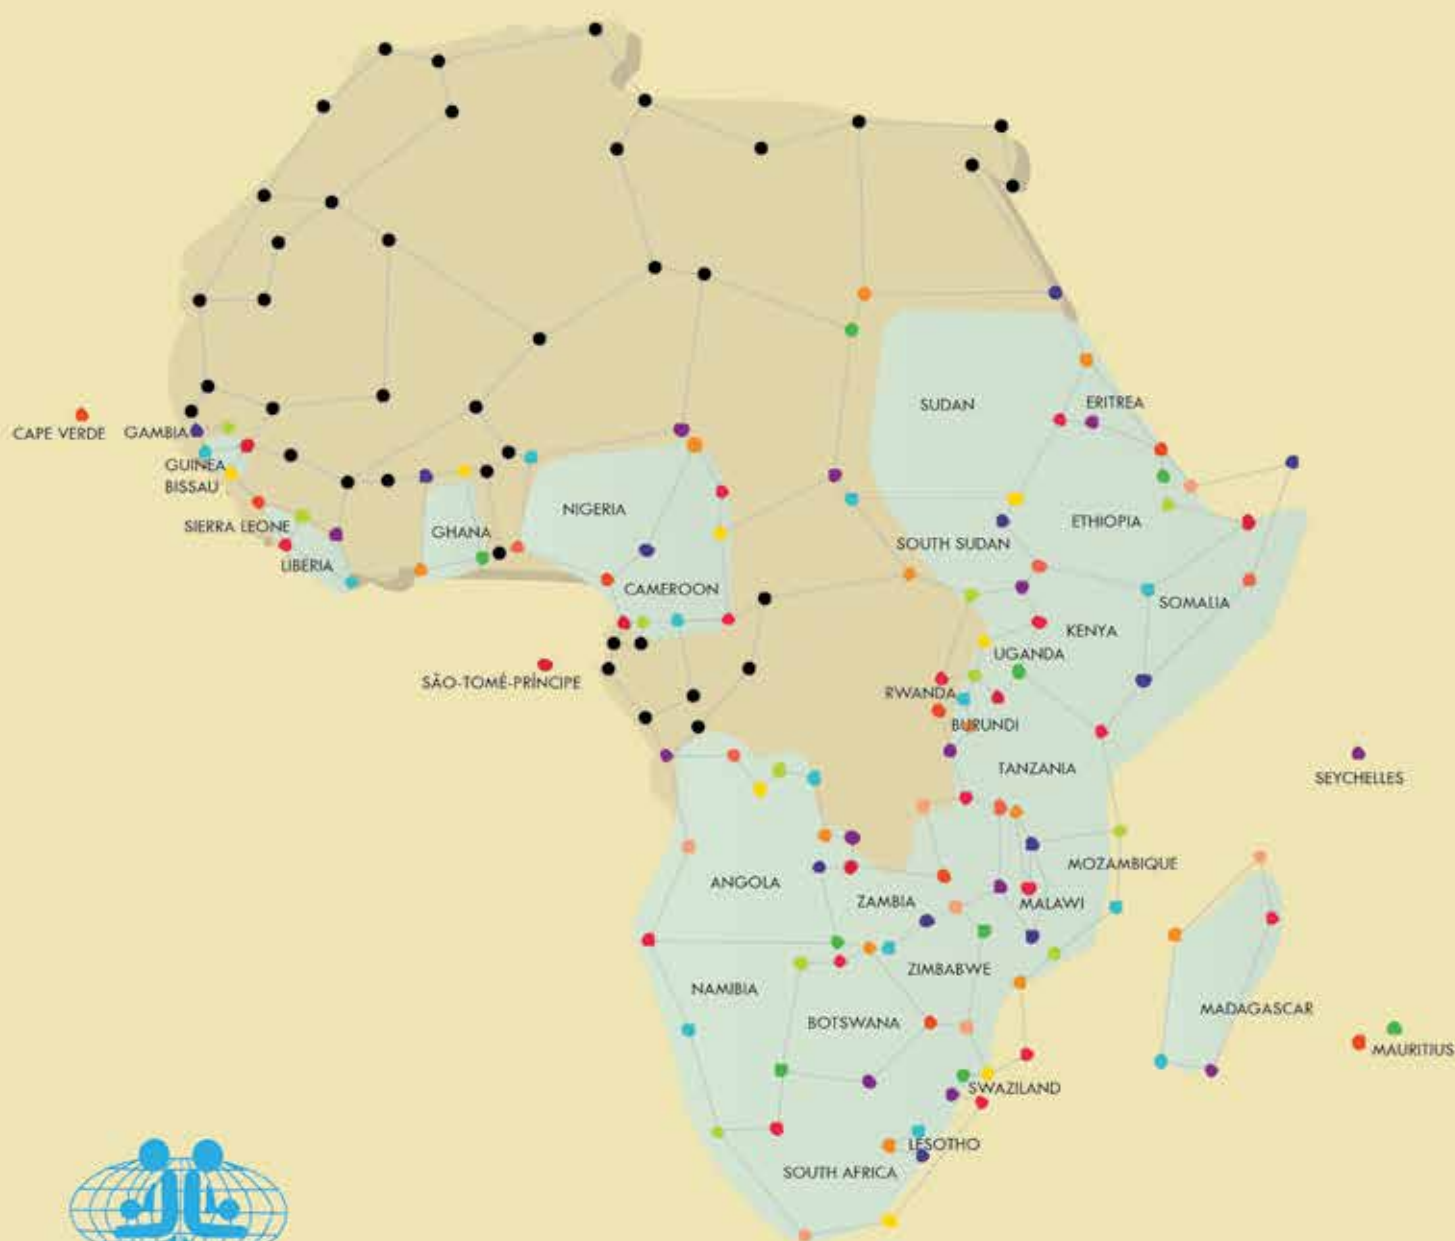 SUDAN
ERITREA
CAPE VERDE
GAMBIA
GUINEA
BISSAU
NIGERIA
ETHIOPIA
SIERRA LEONE
GHANA
SOUTH SUDAN
LIBERIA
CAMEROON
SOMALIA
KENYA
UGANDA
SÃO-TOMÉ-PRÍNCIPE
RWANDA
BURUNDI
TANZANIA
SEYCHELLES
MOZAMBIQUE
ANGOLA
ZAMBIA
MALAWI
ZIMBABWE
NAMIBIA
MADAGASCAR
BOTSWANA
MAURITIUS
SWAZILAND
LESOTHO
SOUTH AFRICA